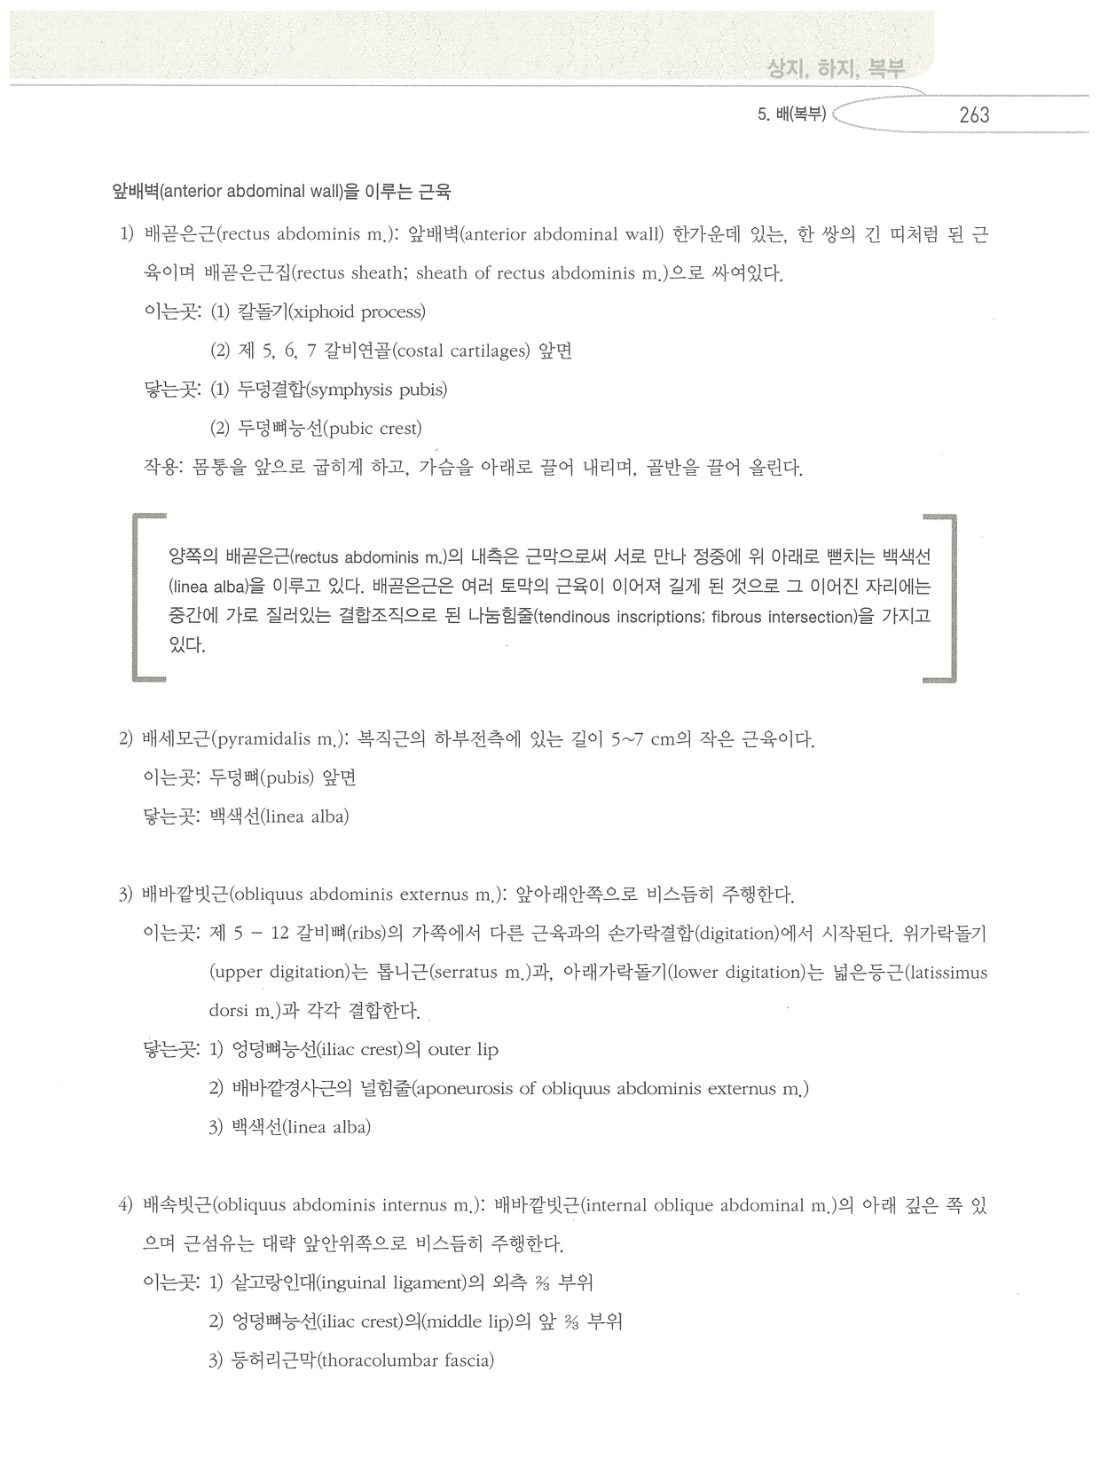 상지, 하지, 복부
5. 배(복부)
263
앞배벽(anterior abdominal wall)을 이루는 근육
1) 배곧은근(rectus abdominis m.): 앞배벽(anterior abdominal wall) 한가운데 있는, 한 쌍의 긴 띠처럼 된 근
육이며 배곧은근집(rectus sheath; sheath of rectus abdominis m.)으로 싸여있다.
이는곳: (1) 칼돌기(xiphoid process)
(2) 제 5, 6, 7 갈비연골(costal cartilages) 앞면
닿는곳: (1) 두덩결합(symphysis pubis)
(2) 두덩뼈능선(pubic crest)
작용: 몸통을 앞으로 굽히게 하고, 가슴을 아래로 끌어 내리며, 골반을 끌어 올린다.
양쪽의 배곧은근(rectus abdominis m.)의 내측은 근막으로써 서로 만나 정중에 위 아래로 뻗치는 백색선
(linea alba)을 이루고 있다. 배곧은근은 여러 토막의 근육이 이어져 길게 된 것으로 그 이어진 자리에는
중간에 가로 질러있는 결합조직으로 된 나눔힘줄(tendinous inscriptions; fibrous intersection)을 가지고
있다.
2) 배세모근(pyramidalis m.): 복직근의 하부전측에 있는 길이 5~7 cm의 작은 근육이다.
이는곳: 두덩뼈(pubis) 앞면
닿는곳: 백색선(linea alba)
3) 배바깥빗근(obliquus abdominis externus m.): 앞아래안쪽으로 비스듬히 주행한다.
이는곳: 제 5 - 12 갈비뼈(ribs)의 가쪽에서 다른 근육과의 손가락결합(digitation)에서 시작된다. 위가락돌기
(upper digitation)는 톱니근(serratus m.)과, 아래가락돌기(lower digitation)는 넓은등근(latissimus
dorsi m.)과 각각 결합한다.
닿는곳: 1) 엉덩뼈능선(iliac crest)의 outer lip
2) 배바깥경사근의 널힘줄(aponeurosis of obliquus abdominis externus m.)
3) 백색선(linea alba)
4) 배속빗근(obliquus abdominis internus m.): 배바깥빗근(internal oblique abdominal m.)의 아래 깊은 쪽 있
으며 근섬유는 대략 앞안위쪽으로 비스듬히 주행한다.
이는곳: 1) 샅고랑인대(inguinal ligament)의 외측 ⅔ 부위
2) 엉덩뼈능선(iliac crest)의(middle lip)의 앞 ⅔ 부위
3) 등허리근막(thoracolumbar fascia)